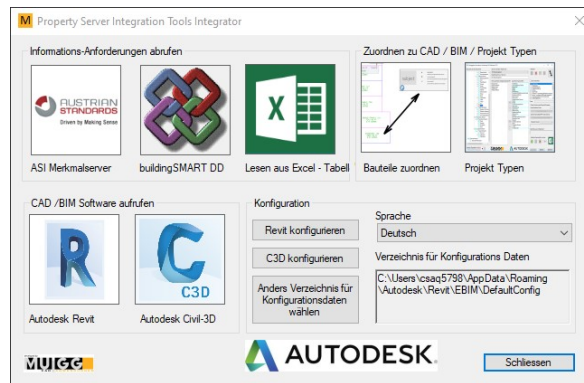 M Property Server Integration Tools Integrator
Informations-Anforderungen abrufen
AUSTRIAN
STANDARDS
Driven by Making Sense
X
ASI Merkmalserver
buildingSMART DD
Lesen aus Excel - Tabell
Zuordnen zu CAD / BIM / Projekt Typen
Bauteile zuordnen
Projekt Typen
CAD /BIM Software aufrufen
R
C
C3D
Autodesk Revit
Autodesk Civil-3D
Konfiguration
Revit konfigurieren
C3D konfigurieren
Anders Verzeichnis für
Konfigurationsdaten
wählen
Sprache
Deutsch
Verzeichnis für Konfigurations Daten
C:\Users\csaq5798\AppData\Roaming
\Autodesk\Revit\EBIM\DefaultConfig
AUTODESK.
Schliessen